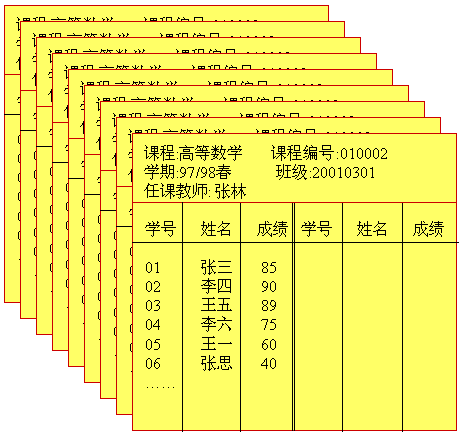 课程:高等数学 课程编号:010002
学期:97/98春 班级:20010301
任课教师: 张林
学号 姓名 成绩 学号 姓名 成绩
01 张三 85
02 李四 90
03 王五 89
04 李六 75
05 王一 60
06 张思 40
……